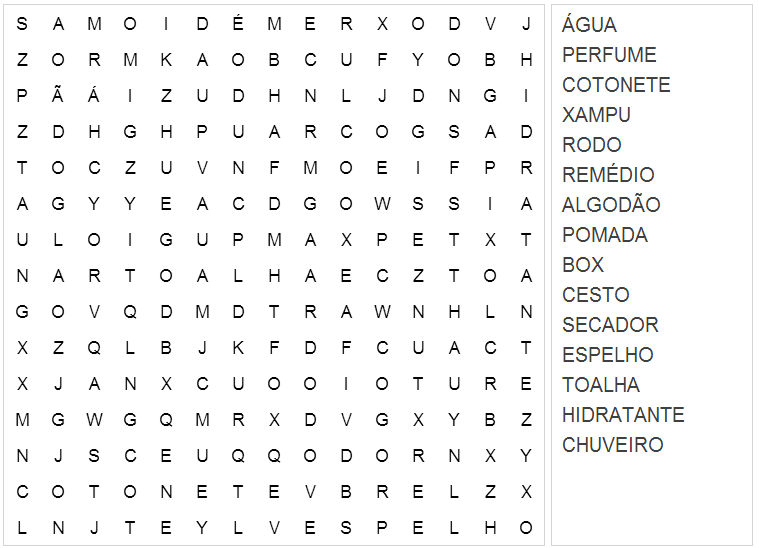 S A M O I D É M E R X O D V J
Z O R M K A O B C U F Y O B H
P Ã Á I Z U D H N L J D N G I
Z D H G H P U A R C O G S A D
T O C Z U V N F M O E I F P R
A G Y Y E A C D G O W S S I A
U L O I G U P M A X P E T X T
N A R T O A L H A E C Z T O A
G O V Q D M D T R A W N H L N
X Z Q L B J K F D F C U A C T
X J A N X C U O O I O T U R E
M G W G Q M R X D V G X Y B Z
N J S C E U Q Q O D O R N X Y
C O T O N E T E V B R E L Z X
L N J T E Y L V E S P E L H O
ÁGUA
PERFUME
COTONETE
XAMPU
RODO
REMÉDIO
ALGODÃO
POMADA
BOX
CESTO
SECADOR
ESPELHO
TOALHA
HIDRATANTE
CHUVEIRO